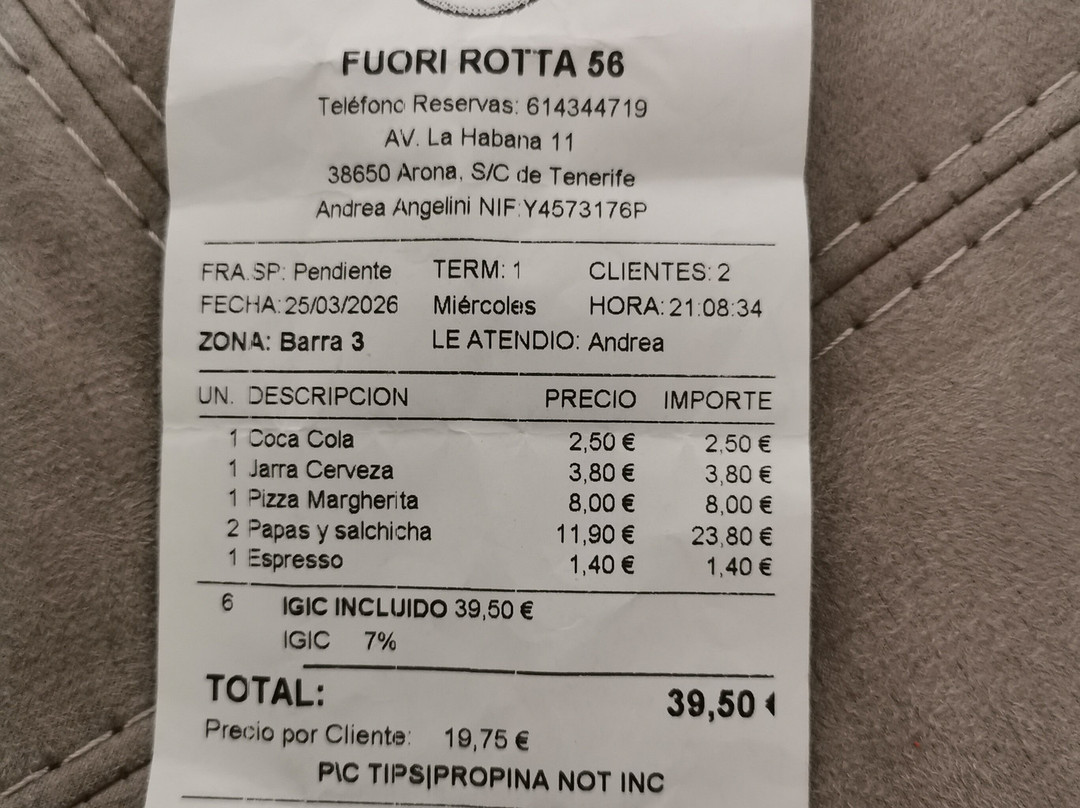 FUORI ROTTA 56
Teléfono Reservas: 614344719
AV. La Habana 11
38650 Arona, S/C de Tenerife
Andrea Angelini NIF:Y4573176P
FRA.SP: Pendiente TERM: 1 CLIENTES: 2
FECHA:25/03/2026 Miércoles HORA: 21:08:34
ZONA: Barra 3 LE ATENDIO: Andrea
UN. DESCRIPCION PRECIO IMPORTE
1 Coca Cola 2,50 € 2,50 €
1 Jarra Cerveza 3,80 € 3,80 €
1 Pizza Margherita 8,00 € 8,00 €
2 Papas y salchicha 11,90 € 23,80 €
1 Espresso 1,40 € 1,40 €
6 IGIC INCLUIDO 39,50 €
IGIC 7%
TOTAL: 39,50 €
Precio por Cliente: 19,75 €
P\C TIPS|PROPINA NOT INC